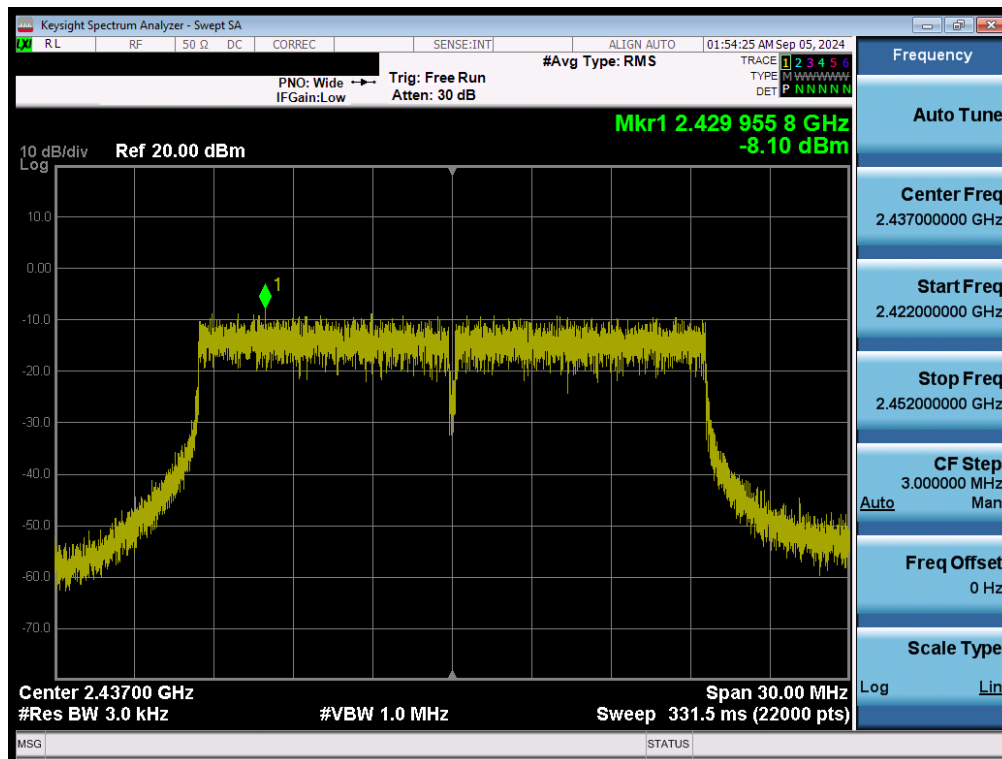 Keysight Spectrum Analyzer - Swept SA
LXI RL RF 50 Ω DC CORREC SENSE:INT ALIGN AUTO 01:54:25 AM Sep 05, 2024
PNO: Wide
IFGain:Low
Trig: Free Run
Atten: 30 dB
#Avg Type: RMS
TRACE 1 2 3 4 5 6
TYPE M WWWWW
DET P N N N N N
Mkr1 2.429 955 8 GHz
-8.10 dBm
10 dB/div Ref 20.00 dBm
Log
10.0
0.00
-10.0
-20.0
-30.0
-40.0
-50.0
-60.0
-70.0
1
Center 2.43700 GHz Span 30.00 MHz
#Res BW 3.0 kHz #VBW 1.0 MHz Sweep 331.5 ms (22000 pts)
MSG STATUS
Frequency
Auto Tune
Center Freq
2.437000000 GHz
Start Freq
2.422000000 GHz
Stop Freq
2.452000000 GHz
CF Step
3.000000 MHz
Auto Man
Freq Offset
0 Hz
Scale Type
Log Lin